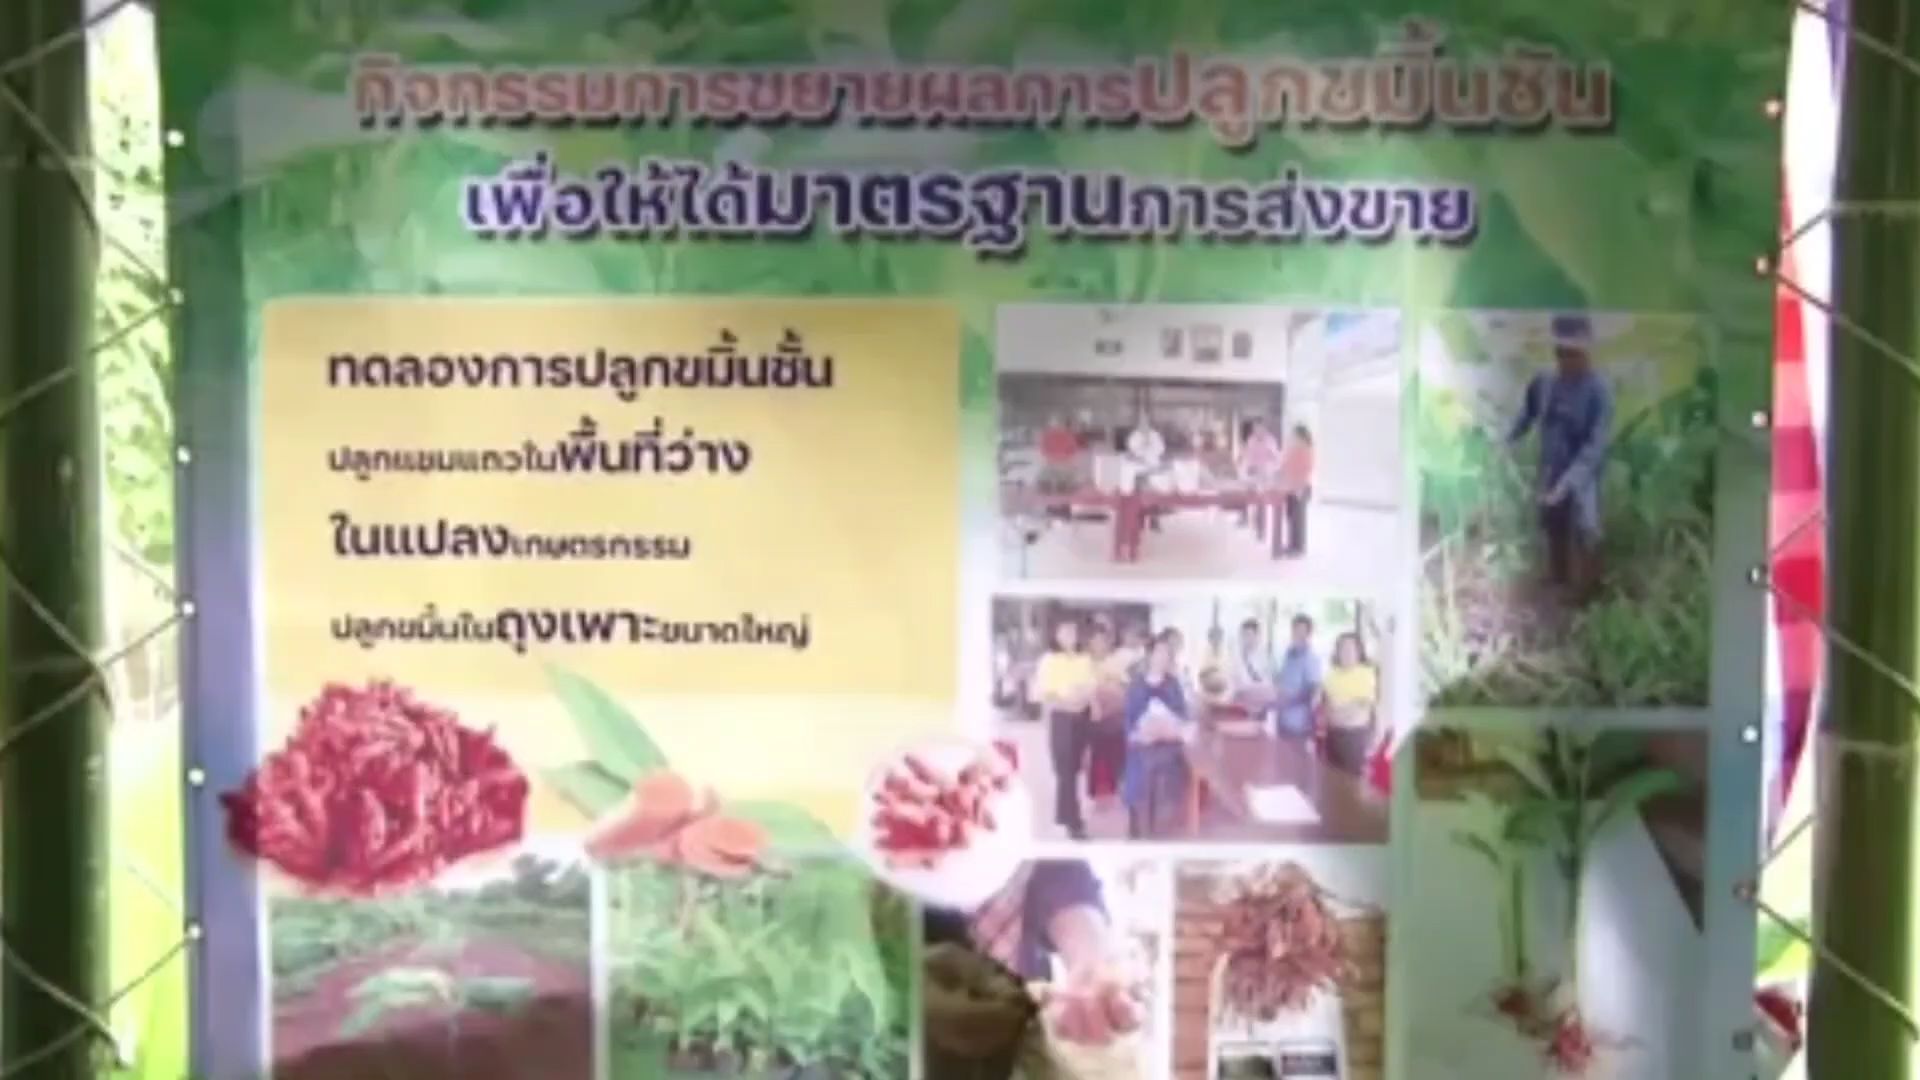 กิจกรรมการขยายผลการปลูกขมิ้นชัน
เพื่อให้ได้มาตรฐานการส่งขาย
ทดลองการปลูกขมิ้นชั้น
ปลูกแซมแถวในพื้นที่ว่าง
ในแปลงเกษตรกรรม
ปลูกขมิ้นในถุงเพาะขนาดใหญ่